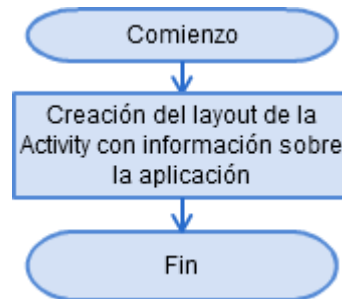 Comienzo
Creación del layout de la
Activity con información sobre
la aplicación
Fin